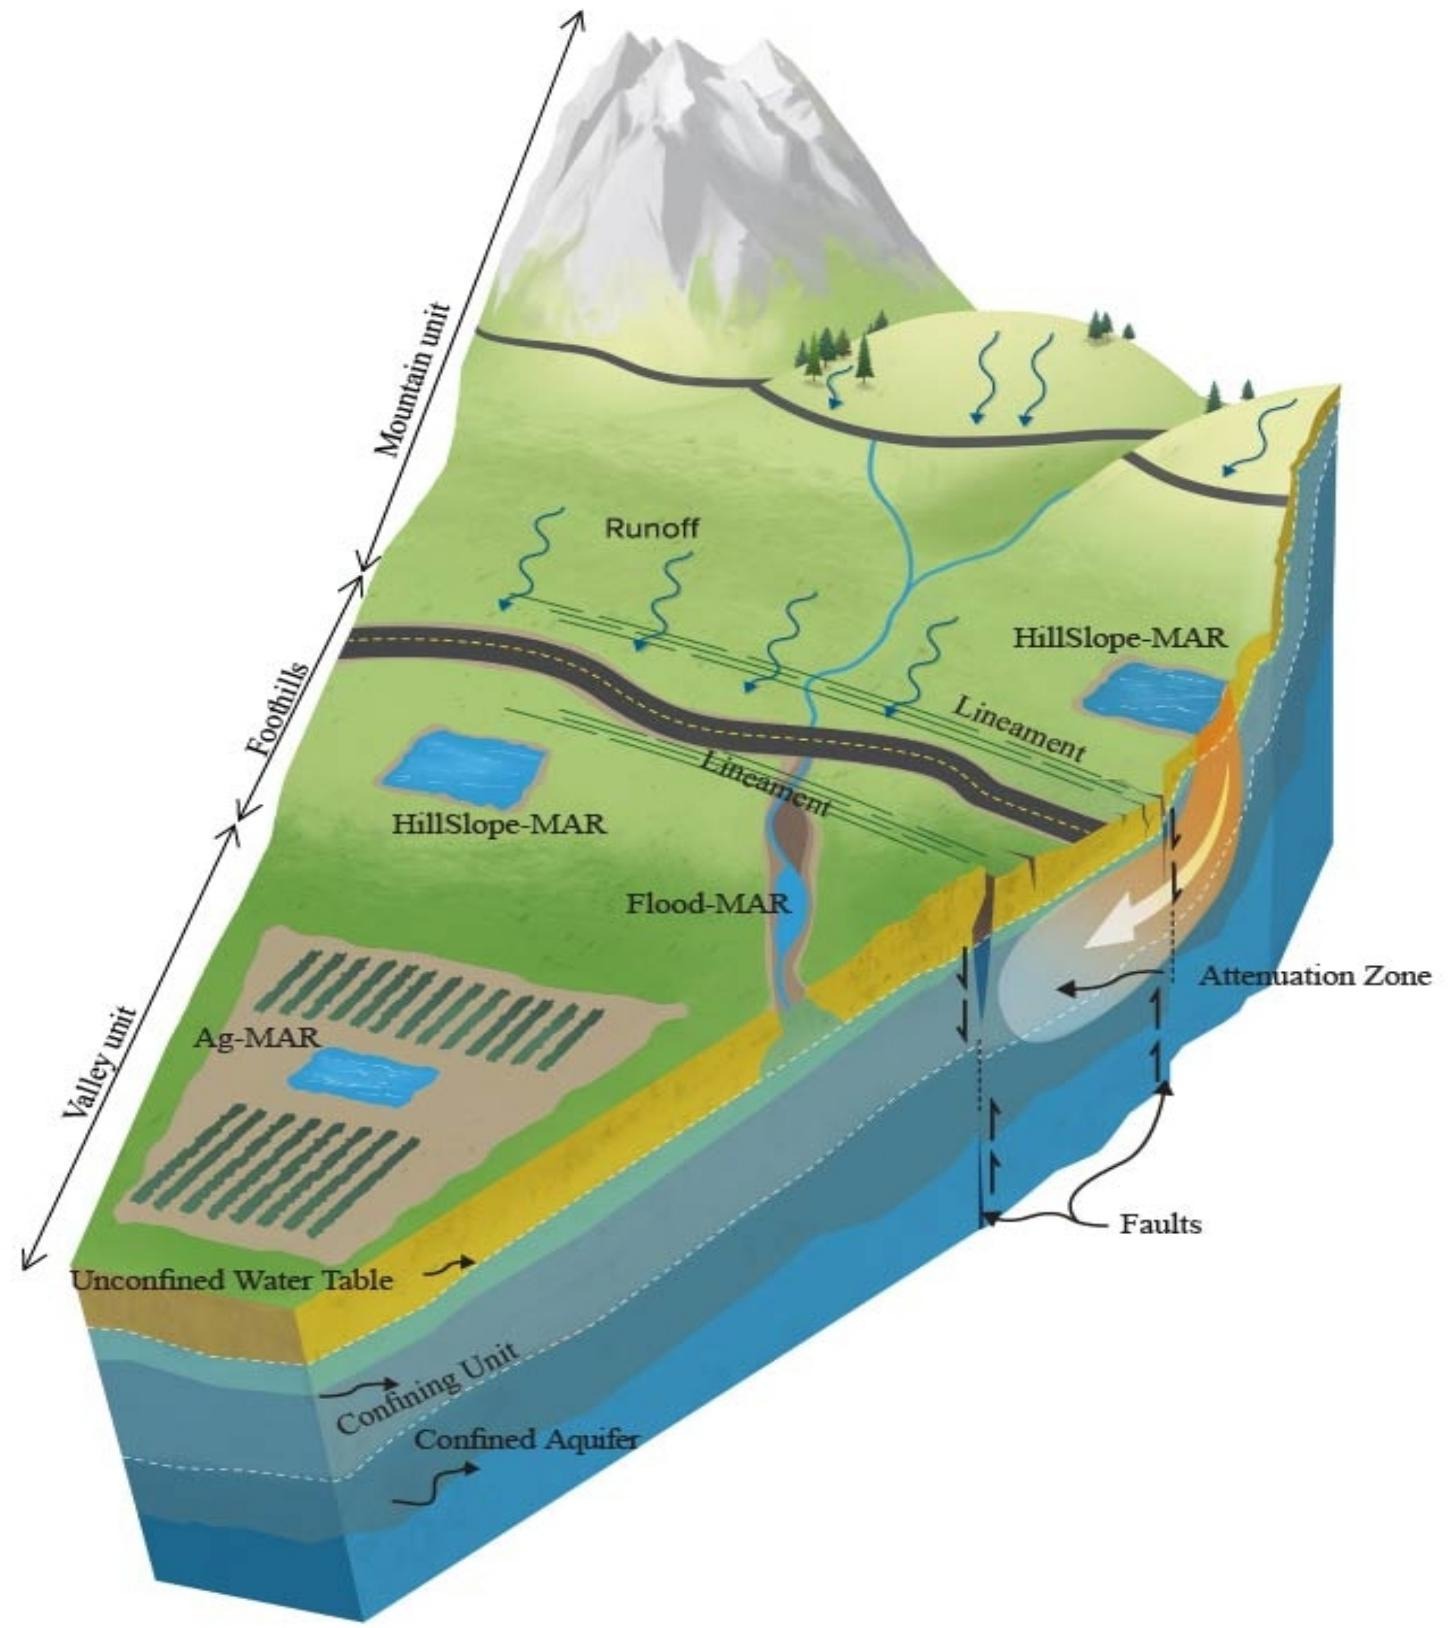 Mountain unit
Runoff
HillSlope-MAR
Foothills
Lineament
Lineament
HillSlope-MAR
Flood-MAR
Attenuation Zone
Ag-MAR
Valley unit
Faults
Unconfined Water Table
Confining Unit
Confined Aquifer